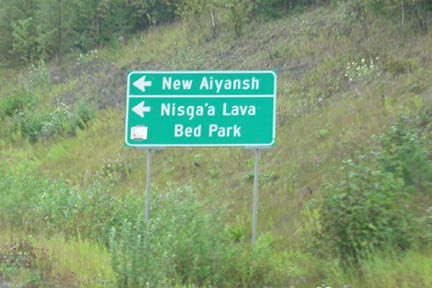 New Aiyansh
Nisga'a Lava
Bed Park